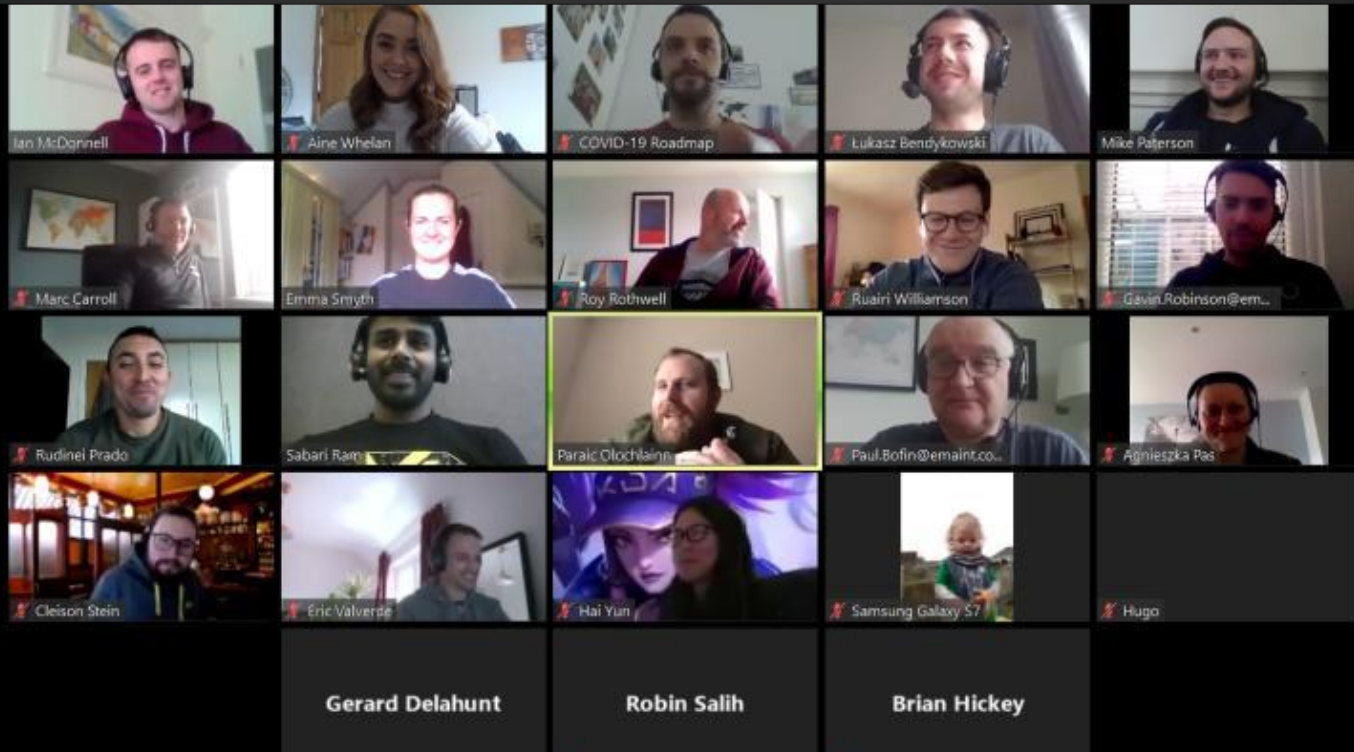 Ian McDonnell
Aine Whelan
COVID-19 Roadmap
Łukasz Bendykowski
Mike Paterson
Marc Carroll
Emma Smyth
Roy Rothwell
Ruairi Williamson
Gavin.Robinson@em...
Rudinei Prado
Sabari Ram
Paraic Olochlainn
Paul.Bofin@emaint.co...
Agnieszka Pas
Cleison Stein
Eric Valverde
Hai Yun
Samsung Galaxy S7
Hugo
Gerard Delahunt
Robin Salih
Brian Hickey